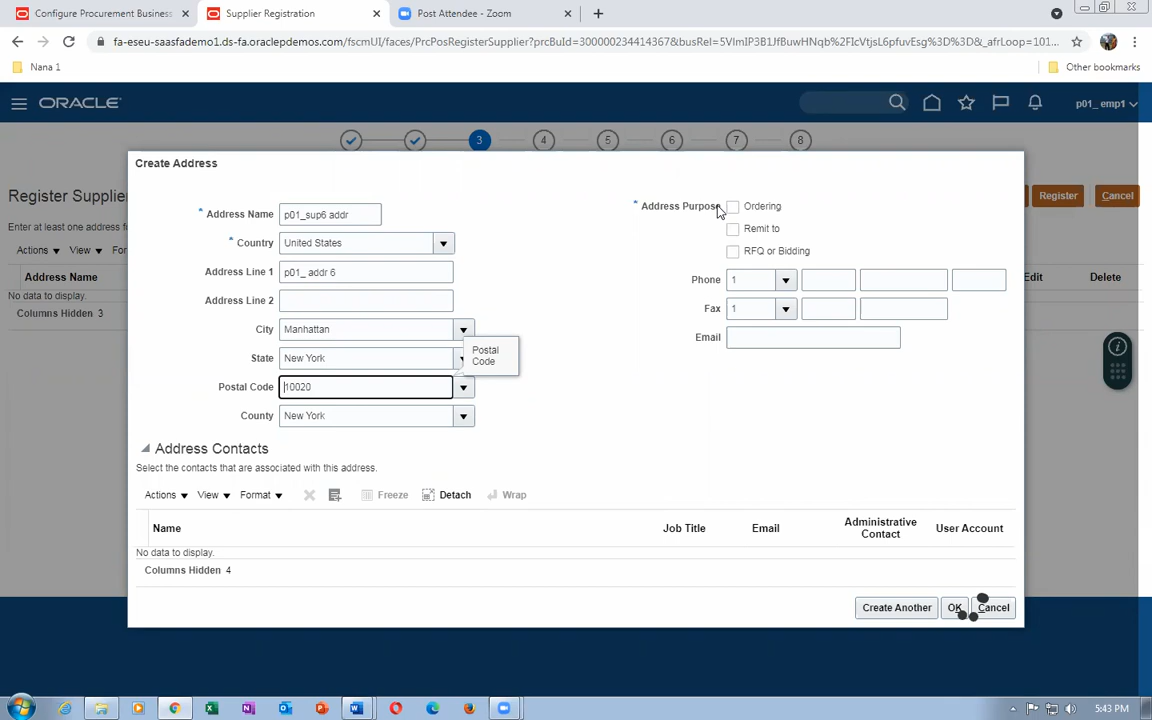 Configure Procurement Business
Supplier Registration
Post Attendee - Zoom
fa-eseu-saasfademo1.ds-fa.oraclepdemos.com/fscmUI/faces/PrcPosRegisterSupplier?prcBuId=300000234414367&busRel=5VlmIP3B1JfBuwHNqb%2FIcVtjsL6pfuvEsg%3D%3D&_afrLoop=101...
Nana 1
Other bookmarks
ORACLE
p01_ emp1
3 4 5 6 7 8
Create Address
Register Supplie
Register
Cancel
Enter at least one address f
Actions View For
Address Name
Edit Delete
No data to display.
Columns Hidden 3
* Address Name p01_sup6 addr
* Country United States
Address Line 1 p01_ addr 6
Address Line 2
City Manhattan
State New York
Postal Code 10020
County New York
Postal
Code
* Address Purpose Ordering
Remit to
RFQ or Bidding
Phone 1
Fax 1
Email
Address Contacts
Select the contacts that are associated with this address.
Actions View Format Freeze Detach Wrap
Name Job Title Email Administrative Contact User Account
No data to display.
Columns Hidden 4
Create Another OK Cancel
5:43 PM